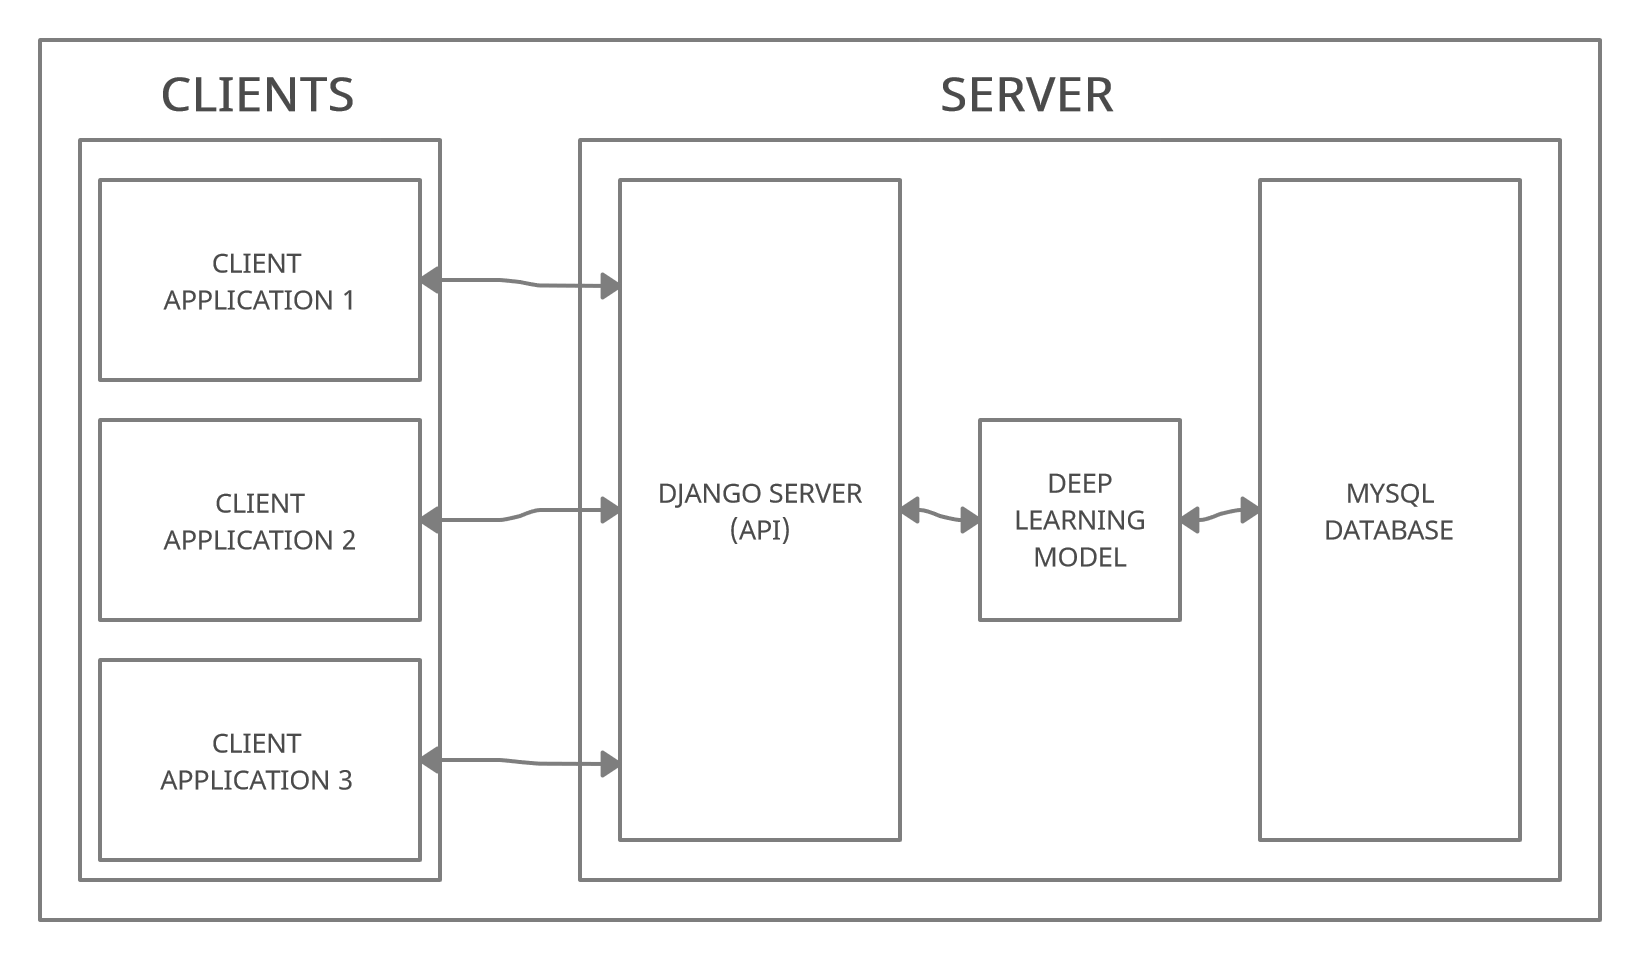 CLIENTS
SERVER
CLIENT
APPLICATION 1
CLIENT
APPLICATION 2
CLIENT
APPLICATION 3
DJANGO SERVER
(API)
DEEP
LEARNING
MODEL
MYSQL
DATABASE